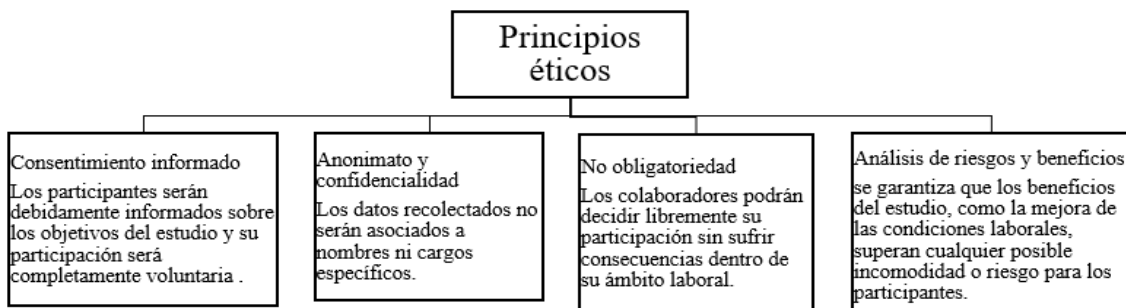 Principios
éticos
Consentimiento informado
Los participantes serán
debidamente informados sobre
los objetivos del estudio y su
participación será
completamente voluntaria .
Anonimato y
confidencialidad
Los datos recolectados no
serán asociados a
nombres ni cargos
específicos.
No obligatoriedad
Los colaboradores podrán
decidir libremente su
participación sin sufrir
consecuencias dentro de
su ámbito laboral.
Análisis de riesgos y beneficios
se garantiza que los beneficios
del estudio, como la mejora de
las condiciones laborales,
superan cualquier posible
incomodidad o riesgo para los
participantes.